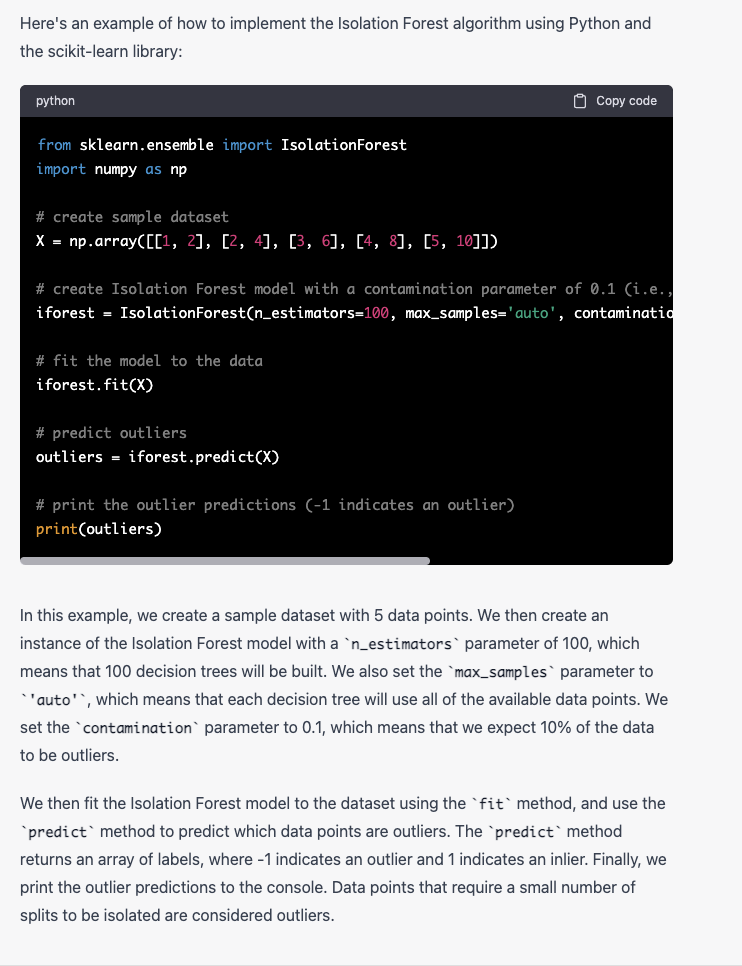 Here's an example of how to implement the Isolation Forest algorithm using Python and
the scikit-learn library:
python
Copy code
from sklearn.ensemble import IsolationForest
import numpy as np
# create sample dataset
X = np.array([[1, 2], [2, 4], [3, 6], [4, 8], [5, 10]])
# create Isolation Forest model with a contamination parameter of 0.1 (i.e.,
iforest = IsolationForest(n_estimators=100, max_samples='auto', contaminatio
# fit the model to the data
iforest.fit(X)
# predict outliers
outliers = iforest.predict(X)
# print the outlier predictions (-1 indicates an outlier)
print(outliers)
In this example, we create a sample dataset with 5 data points. We then create an
instance of the Isolation Forest model with a `n_estimators` parameter of 100, which
means that 100 decision trees will be built. We also set the `max_samples` parameter to
`'auto'`, which means that each decision tree will use all of the available data points. We
set the `contamination` parameter to 0.1, which means that we expect 10% of the data
to be outliers.
We then fit the Isolation Forest model to the dataset using the `fit` method, and use the
`predict` method to predict which data points are outliers. The `predict` method
returns an array of labels, where -1 indicates an outlier and 1 indicates an inlier. Finally, we
print the outlier predictions to the console. Data points that require a small number of
splits to be isolated are considered outliers.